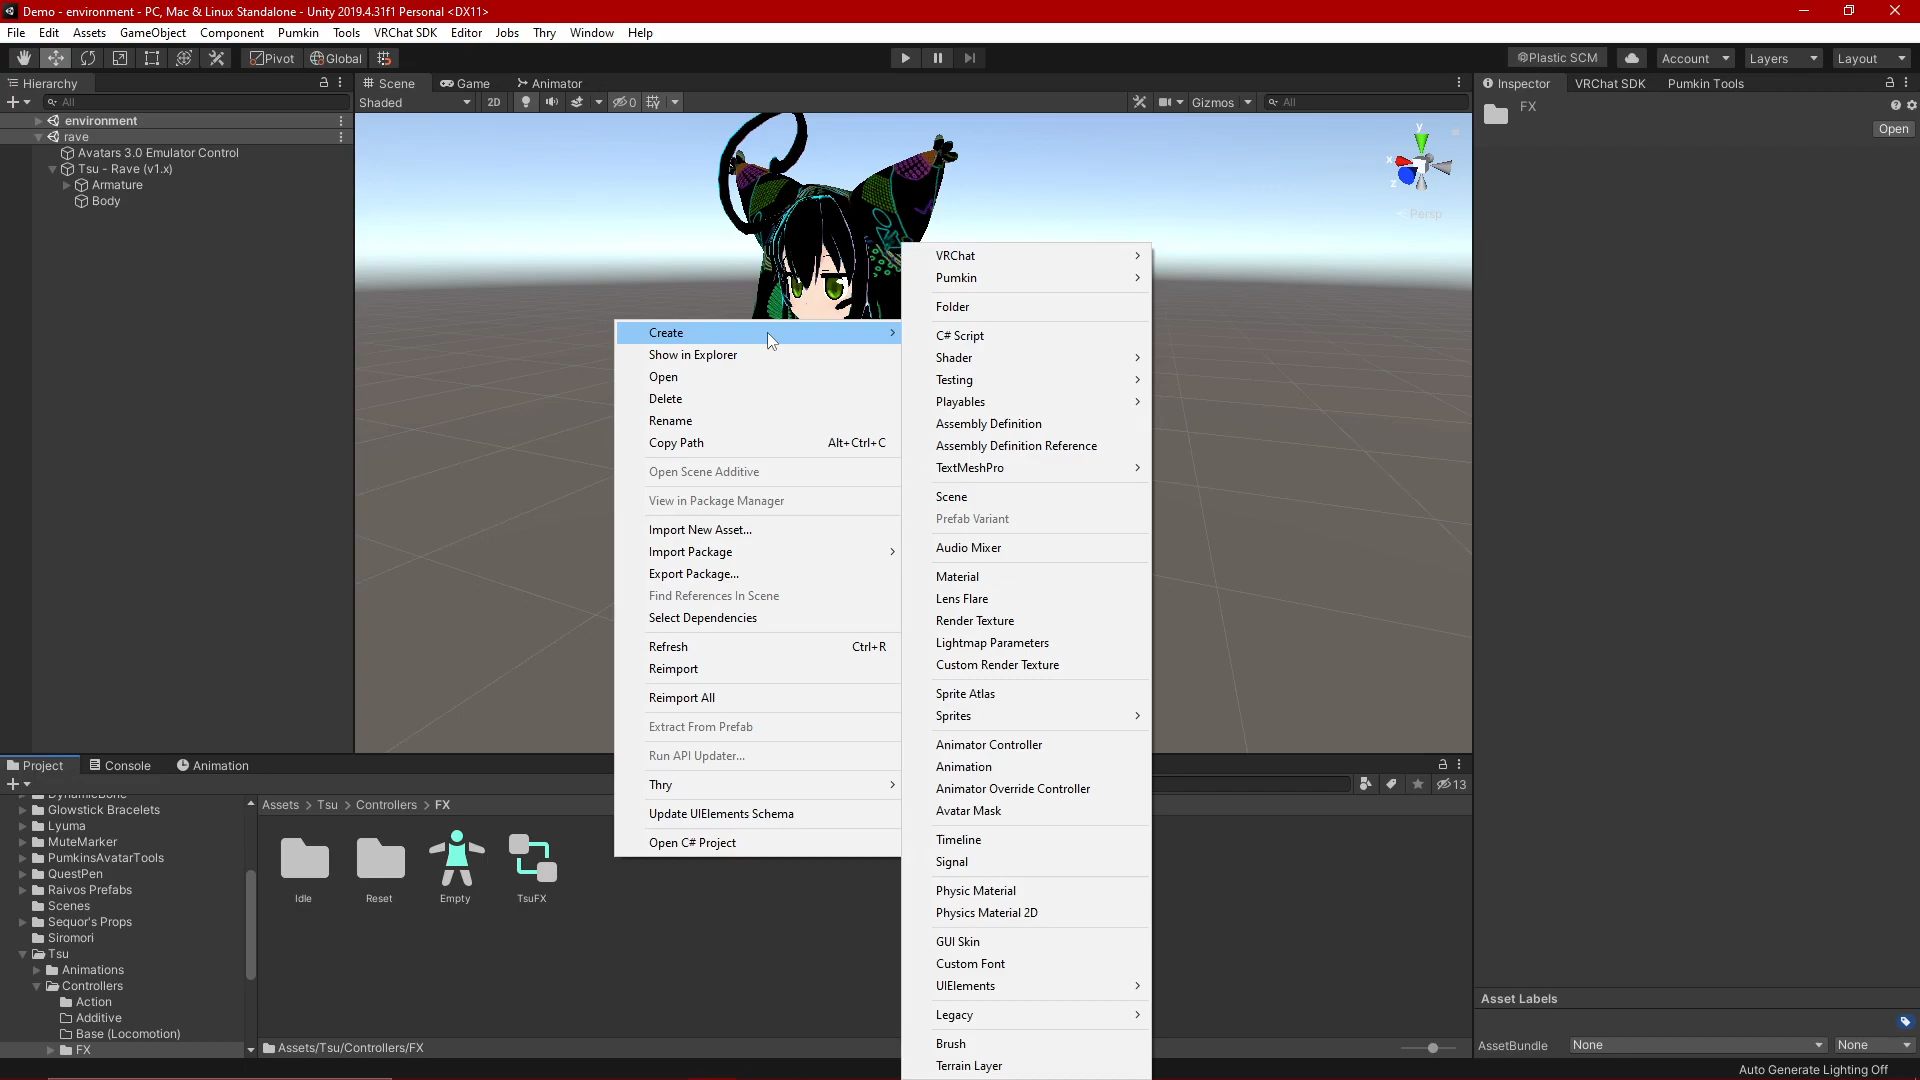 Demo - environment - PC, Mac & Linux Standalone - Unity 2019.4.31f1 Personal <DX11>
File Edit Assets GameObject Component Pumkin Tools VRChat SDK Editor Jobs Thry Window Help
Pivot Global Plastic SCM Account Layers Layout
Hierarchy Scene Game Animator Inspector VRChat SDK Pumkin Tools
All Shaded 2D 0 Gizmos All
FX
Open
environment
rave
Avatars 3.0 Emulator Control
Tsu - Rave (v1.x)
Armature
Body
y
x
z
Persp
Create
Show in Explorer
Open
Delete
Rename
Copy Path Alt+Ctrl+C
Open Scene Additive
View in Package Manager
Import New Asset...
Import Package
Export Package...
Find References In Scene
Select Dependencies
Refresh Ctrl+R
Reimport
Reimport All
Extract From Prefab
Run API Updater...
Thry
Update UIElements Schema
Open C# Project
VRChat
Pumkin
Folder
C# Script
Shader
Testing
Playables
Assembly Definition
Assembly Definition Reference
TextMeshPro
Scene
Prefab Variant
Audio Mixer
Material
Lens Flare
Render Texture
Lightmap Parameters
Custom Render Texture
Sprite Atlas
Sprites
Animator Controller
Animation
Animator Override Controller
Avatar Mask
Timeline
Signal
Physic Material
Physics Material 2D
GUI Skin
Custom Font
UIElements
Legacy
Brush
Terrain Layer
Project Console Animation
13
DynamicBone
Glowstick Bracelets
Lyuma
MuteMarker
PumkinsAvatarTools
QuestPen
Raivos Prefabs
Scenes
Sequor's Props
Siromori
Tsu
Animations
Controllers
Action
Additive
Base (Locomotion)
FX
Assets > Tsu > Controllers > FX
Idle Reset Empty TsuFX
Assets/Tsu/Controllers/FX
Asset Labels
AssetBundle None None
Auto Generate Lighting Off